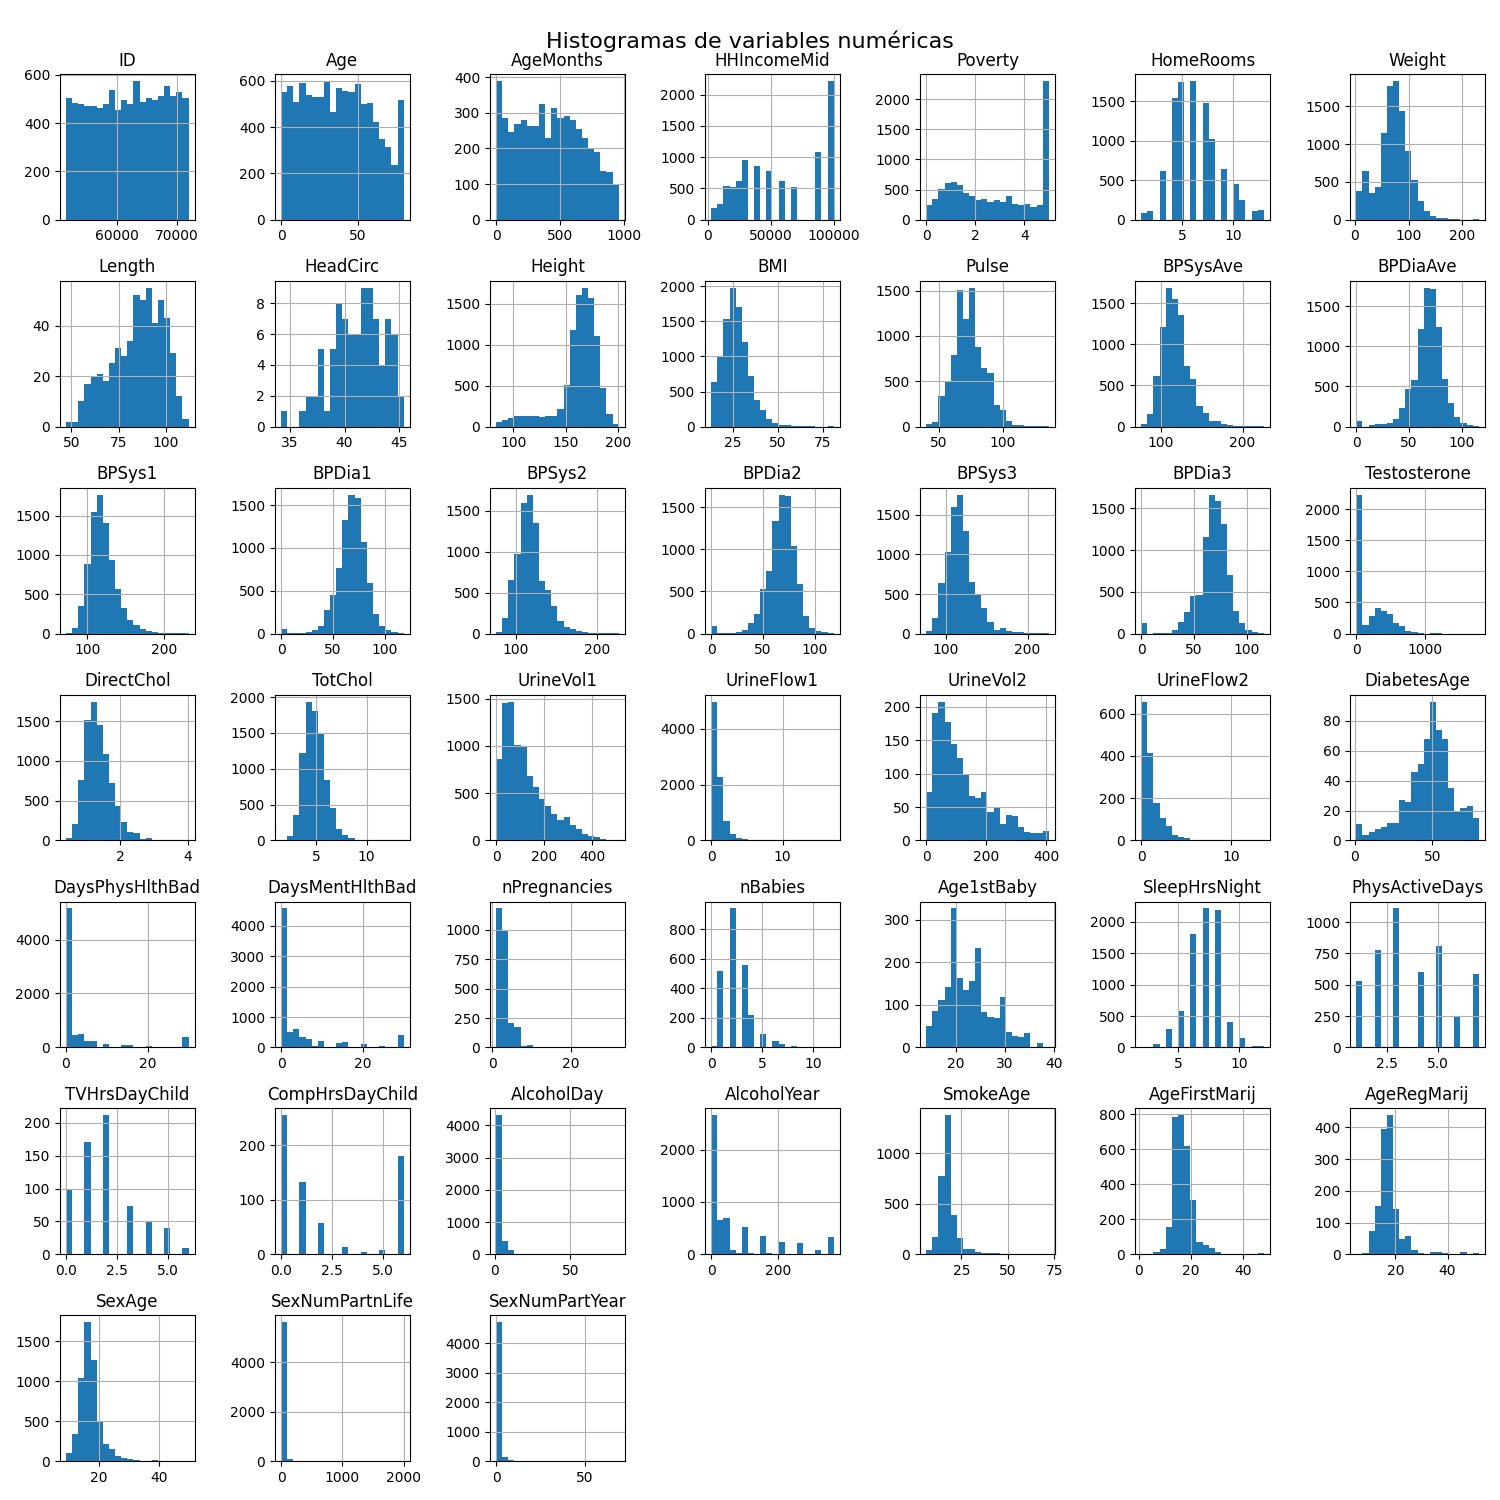 Histogramas de variables numéricas
ID Age AgeMonths HHIncomeMid Poverty HomeRooms Weight
600 400 200 0 60000 70000
600 400 200 0 0 50
400 300 200 100 0 0 500 1000
2000 1500 1000 500 0 0 50000 100000
2000 1500 1000 500 0 0 2 4
1500 1000 500 0 5 10
1500 1000 500 0 0 100 200
Length HeadCirc Height BMI Pulse BPSysAve BPDiaAve
40 20 0 50 75 100
8 6 4 2 0 35 40 45
1500 1000 500 0 100 150 200
2000 1500 1000 500 0 25 50 75
1500 1000 500 0 50 100
1500 1000 500 0 100 200
1500 1000 500 0 0 50 100
BPSys1 BPDia1 BPSys2 BPDia2 BPSys3 BPDia3 Testosterone
1500 1000 500 0 100 200
1500 1000 500 0 0 50 100
1500 1000 500 0 100 200
1500 1000 500 0 0 50 100
1500 1000 500 0 100 200
1500 1000 500 0 0 50 100
2000 1500 1000 500 0 0 1000
DirectChol TotChol UrineVol1 UrineFlow1 UrineVol2 UrineFlow2 DiabetesAge
1500 1000 500 0 2 4
2000 1500 1000 500 0 5 10
1500 1000 500 0 0 200 400
4000 2000 0 0 10
200 150 100 50 0 0 200 400
600 400 200 0 0 10
80 60 40 20 0 0 50
DaysPhysHlthBad DaysMentHlthBad nPregnancies nBabies Age1stBaby SleepHrsNight PhysActiveDays
4000 2000 0 0 20
4000 3000 2000 1000 0 0 20
1000 750 500 250 0 0 20
800 600 400 200 0 0 5 10
300 200 100 0 20 30 40
2000 1500 1000 500 0 5 10
1000 750 500 250 0 2.5 5.0
TVHrsDayChild CompHrsDayChild AlcoholDay AlcoholYear SmokeAge AgeFirstMarij AgeRegMarij
200 150 100 50 0 0.0 2.5 5.0
200 100 0 0.0 2.5 5.0
4000 3000 2000 1000 0 0 50
2000 1000 0 0 200
1000 500 0 25 50 75
800 600 400 200 0 0 20 40
400 300 200 100 0 20 40
SexAge SexNumPartnLife SexNumPartYear
1500 1000 500 0 20 40
4000 2000 0 0 1000 2000
4000 3000 2000 1000 0 0 50